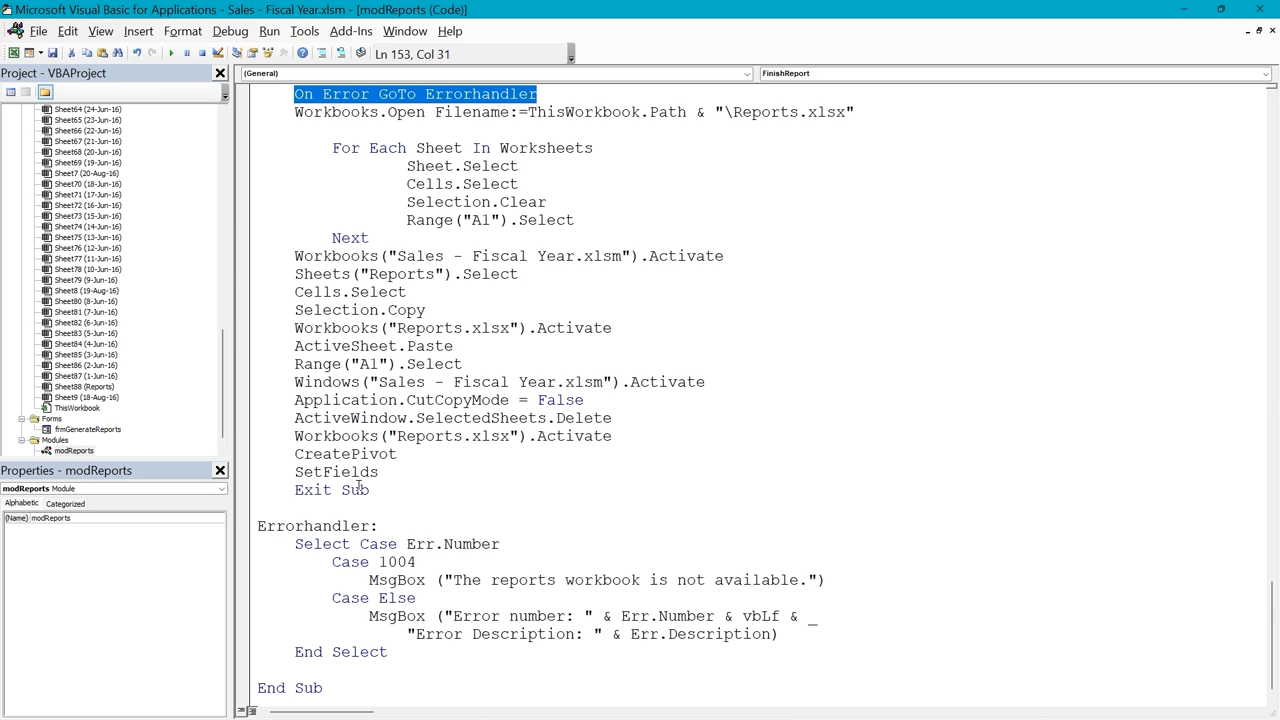 Microsoft Visual Basic for Applications - Sales - Fiscal Year.xlsm - [modReports (Code)]
File Edit View Insert Format Debug Run Tools Add-Ins Window Help
Ln 153, Col 31
Project - VBAProject
Sheet64 (24-Jun-16)
Sheet65 (23-Jun-16)
Sheet66 (22-Jun-16)
Sheet67 (21-Jun-16)
Sheet68 (20-Jun-16)
Sheet69 (19-Jun-16)
Sheet7 (20-Aug-16)
Sheet70 (18-Jun-16)
Sheet71 (17-Jun-16)
Sheet72 (16-Jun-16)
Sheet73 (15-Jun-16)
Sheet74 (14-Jun-16)
Sheet75 (13-Jun-16)
Sheet76 (12-Jun-16)
Sheet77 (11-Jun-16)
Sheet78 (10-Jun-16)
Sheet79 (9-Jun-16)
Sheet8 (19-Aug-16)
Sheet80 (8-Jun-16)
Sheet81 (7-Jun-16)
Sheet82 (6-Jun-16)
Sheet83 (5-Jun-16)
Sheet84 (4-Jun-16)
Sheet85 (3-Jun-16)
Sheet86 (2-Jun-16)
Sheet87 (1-Jun-16)
Sheet88 (Reports)
Sheet9 (18-Aug-16)
ThisWorkbook
Forms
frmGenerateReports
Modules
modReports
Properties - modReports
modReports Module
Alphabetic Categorized
(Name) modReports
(General) FinishReport
On Error GoTo Errorhandler
Workbooks.Open Filename:=ThisWorkbook.Path & "\Reports.xlsx"
For Each Sheet In Worksheets
Sheet.Select
Cells.Select
Selection.Clear
Range("A1").Select
Next
Workbooks("Sales - Fiscal Year.xlsm").Activate
Sheets("Reports").Select
Cells.Select
Selection.Copy
Workbooks("Reports.xlsx").Activate
ActiveSheet.Paste
Range("A1").Select
Windows("Sales - Fiscal Year.xlsm").Activate
Application.CutCopyMode = False
ActiveWindow.SelectedSheets.Delete
Workbooks("Reports.xlsx").Activate
CreatePivot
SetFields
Exit Sub
Errorhandler:
Select Case Err.Number
Case 1004
MsgBox ("The reports workbook is not available.")
Case Else
MsgBox ("Error number: " & Err.Number & vbLf & _
"Error Description: " & Err.Description)
End Select
End Sub